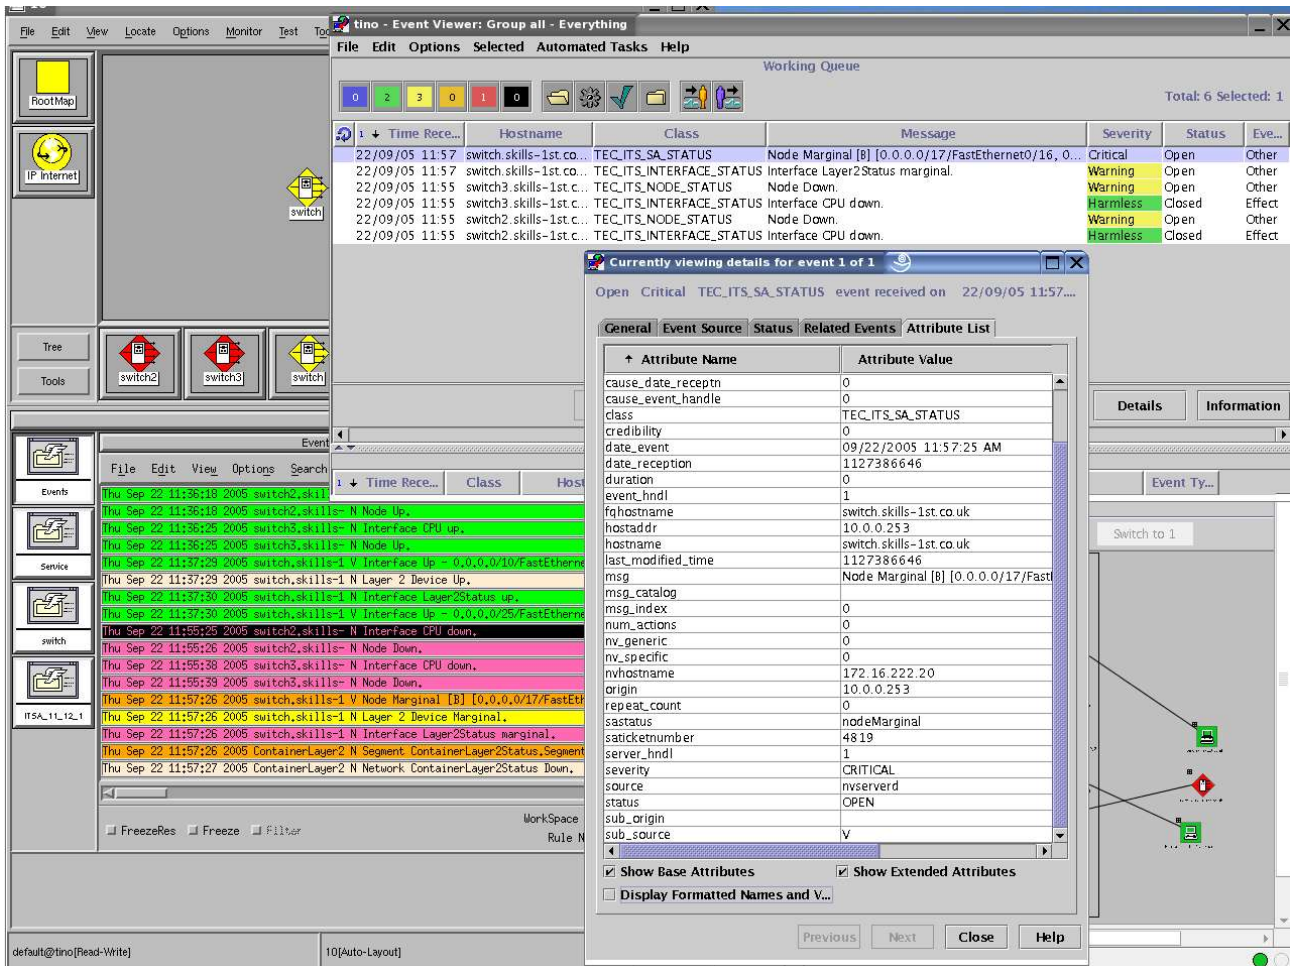 tino - Event Viewer: Group all - Everything
File Edit View Locate Options Monitor Test
File Edit Options Selected Automated Tasks Help
Working Queue
0 2 3 0 1 0
Total: 6 Selected: 1
RootMap
IP Internet
switch
1 Time Rece... Hostname Class Message Severity Status Eve...
22/09/05 11:57 switch.skills-1st.co... TEC_ITS_SA_STATUS Node Marginal [B] [0.0.0.0/17/FastEthernet0/16, 0... Critical Open Other
22/09/05 11:57 switch.skills-1st.co... TEC_ITS_INTERFACE_STATUS Interface Layer2Status marginal. Warning Open Other
22/09/05 11:55 switch3.skills-1st.c... TEC_ITS_NODE_STATUS Node Down. Warning Open Other
22/09/05 11:55 switch3.skills-1st.c... TEC_ITS_INTERFACE_STATUS Interface CPU down. Harmless Closed Effect
22/09/05 11:55 switch2.skills-1st.c... TEC_ITS_NODE_STATUS Node Down. Warning Open Other
22/09/05 11:55 switch2.skills-1st.c... TEC_ITS_INTERFACE_STATUS Interface CPU down. Harmless Closed Effect
Tree
Tools
switch2 switch3 switch
Details Information
Currently viewing details for event 1 of 1
Open Critical TEC_ITS_SA_STATUS event received on 22/09/05 11:57....
General Event Source Status Related Events Attribute List
Attribute Name Attribute Value
cause_date_receptn 0
cause_event_handle 0
class TEC_ITS_SA_STATUS
credibility 0
date_event 09/22/2005 11:57:25 AM
date_reception 1127386646
duration 0
event_hndl 1
fqhostname switch.skills-1st.co.uk
hostaddr 10.0.0.253
hostname switch.skills-1st.co.uk
last_modified_time 1127386646
msg Node Marginal [B] [0.0.0.0/17/Fast
msg_catalog
msg_index 0
num_actions 0
nv_generic 0
nv_specific 0
nvhostname 172.16.222.20
origin 10.0.0.253
repeat_count 0
sastatus nodeMarginal
saticketnumber 4819
server_hndl 1
severity CRITICAL
source nvserverd
status OPEN
sub_origin
sub_source V
Show Base Attributes Show Extended Attributes
Display Formatted Names and V...
Previous Next Close Help
Event
File Edit View Options Search
1 Time Rece... Class Host
Event Ty...
Switch to 1
Events
Service
switch
ITSA_11_12_1
Thu Sep 22 11:36:18 2005 switch2.skil
Thu Sep 22 11:36:18 2005 switch2.skills- N Node Up.
Thu Sep 22 11:36:25 2005 switch3.skills- N Interface CPU up.
Thu Sep 22 11:36:25 2005 switch3.skills- N Node Up.
Thu Sep 22 11:37:29 2005 switch.skills-1 V Interface Up - 0.0.0.0/10/FastEtherne
Thu Sep 22 11:37:29 2005 switch.skills-1 N Layer 2 Device Up.
Thu Sep 22 11:37:30 2005 switch.skills-1 N Interface Layer2Status up.
Thu Sep 22 11:37:30 2005 switch.skills-1 V Interface Up - 0.0.0.0/25/FastEtherne
Thu Sep 22 11:55:25 2005 switch2.skills- N Interface CPU down.
Thu Sep 22 11:55:26 2005 switch2.skills- N Node Down.
Thu Sep 22 11:55:38 2005 switch3.skills- N Interface CPU down.
Thu Sep 22 11:55:39 2005 switch3.skills- N Node Down.
Thu Sep 22 11:57:26 2005 switch.skills-1 V Node Marginal [B] [0.0.0.0/17/FastEth
Thu Sep 22 11:57:26 2005 switch.skills-1 N Layer 2 Device Marginal.
Thu Sep 22 11:57:26 2005 switch.skills-1 N Interface Layer2Status marginal.
Thu Sep 22 11:57:26 2005 ContainerLayer2 N Segment ContainerLayer2Status.Segment
Thu Sep 22 11:57:27 2005 ContainerLayer2 N Network ContainerLayer2Status Down.
FreezeRes Freeze Filter
WorkSpace
Rule N
default@tino[Read-Write] 10[Auto-Layout]